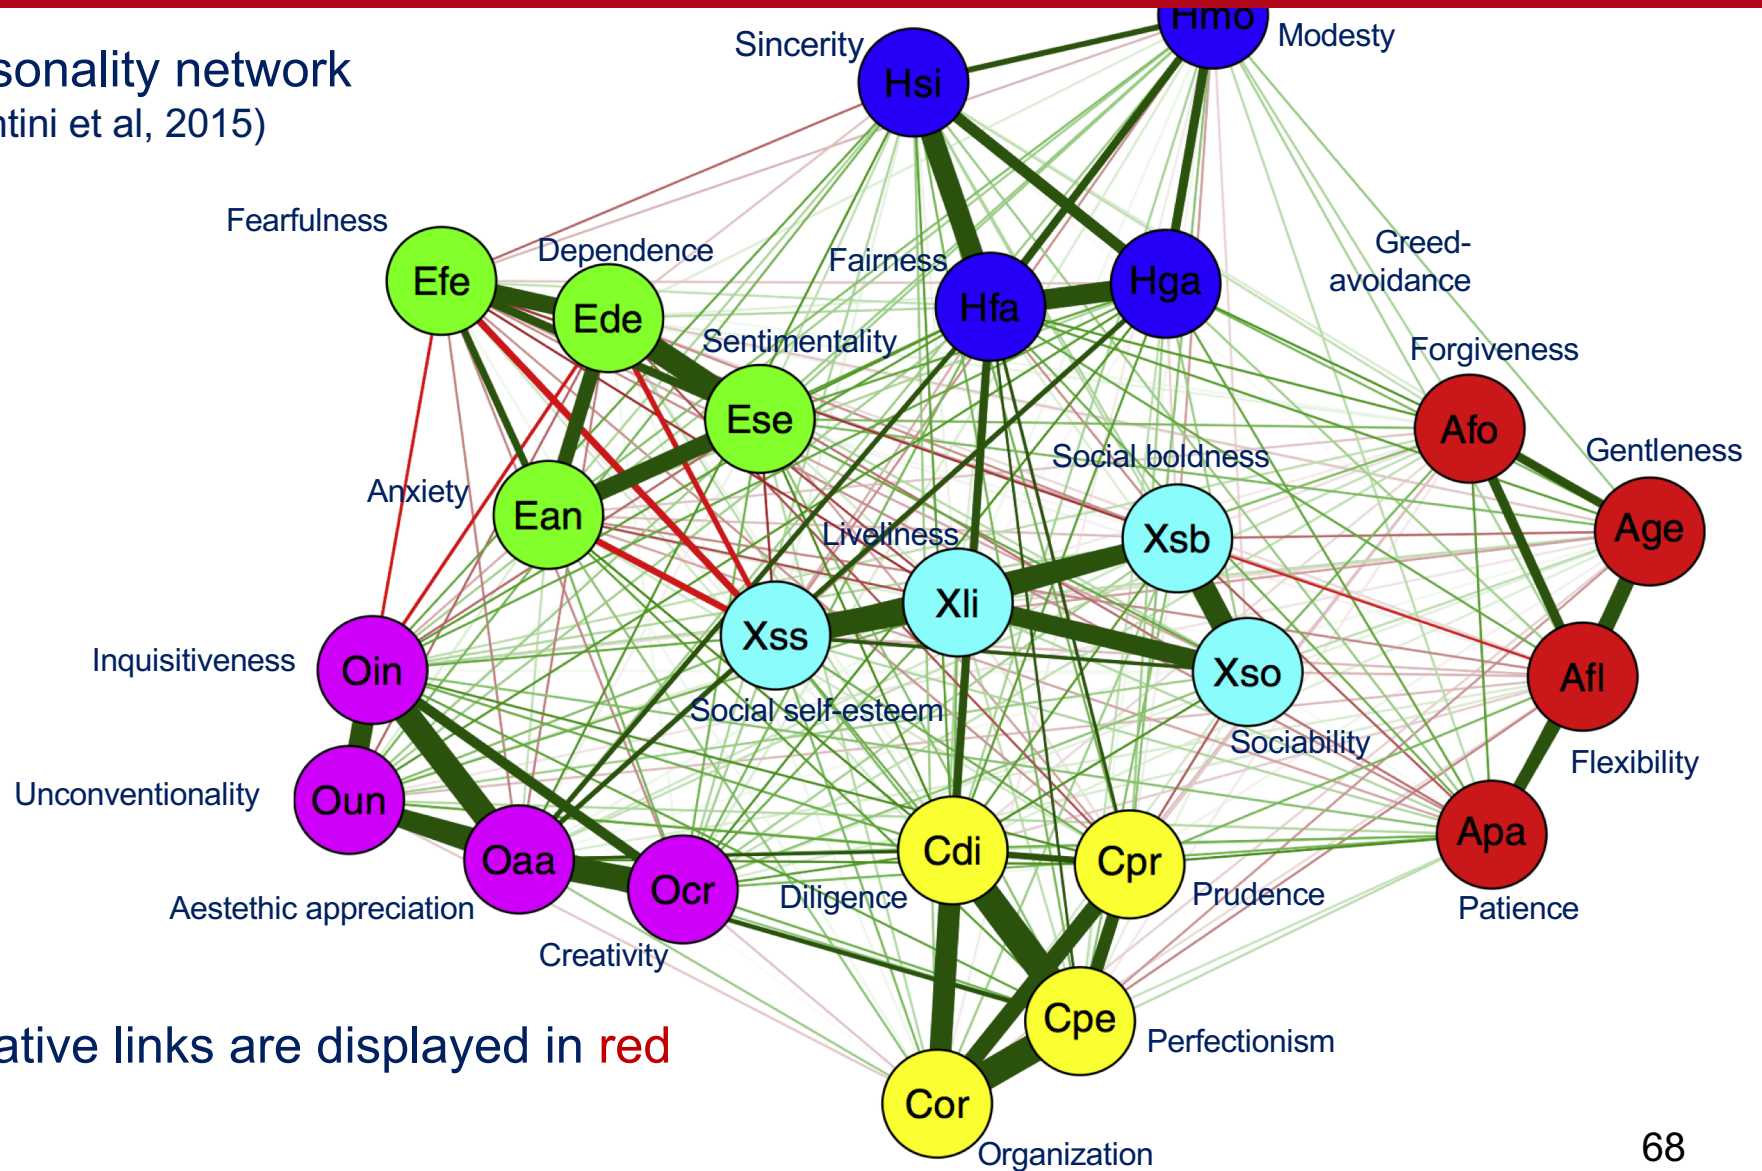 Hmo
Modesty
Sincerity
sonality network
Hsi
ntini et al, 2015)
Fearfulness
Dependence
Fairness
Greed-
avoidance
Efe
Ede
Hfa
Hga
Sentimentality
Forgiveness
Ese
Afo
Gentleness
Social boldness
Anxiety
Ean
Liveliness
Xsb
Age
Xli
Xss
Inquisitiveness
Oin
Xso
Afl
Social self-esteem
Sociability
Flexibility
Unconventionality
Oun
Oaa
Cdi
Cpr
Apa
Ocr
Diligence
Prudence
Aestethic appreciation
Patience
Creativity
Cpe
ative links are displayed in red
Perfectionism
Cor
Organization
68